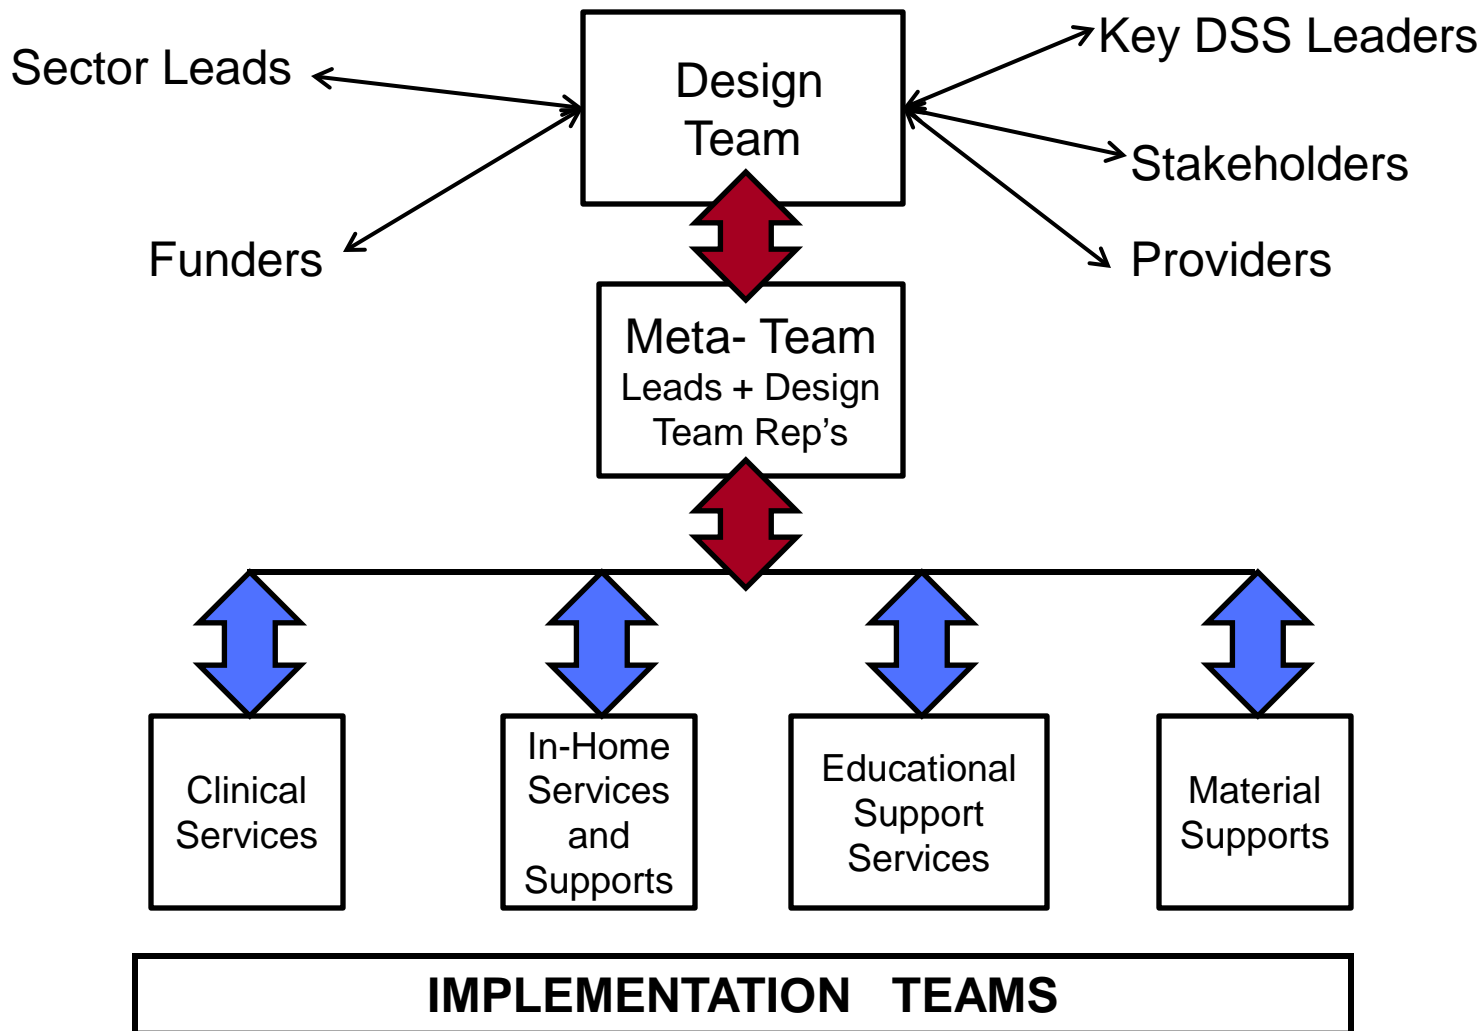 Sector Leads
Design
Team
Key DSS Leaders
Stakeholders
Funders
Providers
Meta- Team
Leads + Design
Team Rep’s
Clinical
Services
In-Home
Services
and
Supports
Educational
Support
Services
Material
Supports
IMPLEMENTATION TEAMS